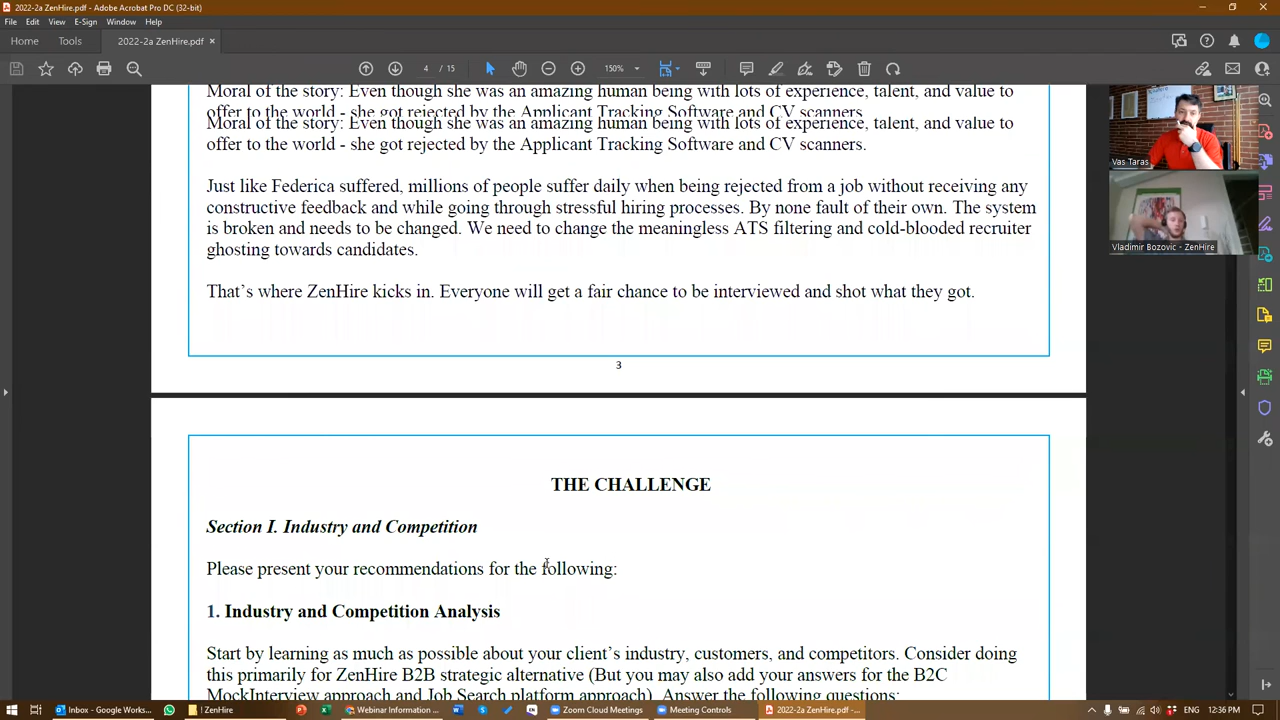 2022-2a ZenHire.pdf - Adobe Acrobat Pro DC (32-bit)
File Edit View E-Sign Window Help
Home Tools 2022-2a ZenHire.pdf ×
4 / 15 150%
Moral of the story: Even though she was an amazing human being with lots of experience, talent, and value to
offer to the world - she got rejected by the Applicant Tracking Software and CV scanners.
Moral of the story: Even though she was an amazing human being with lots of experience, talent, and value to
offer to the world - she got rejected by the Applicant Tracking Software and CV scanners.
Just like Federica suffered, millions of people suffer daily when being rejected from a job without receiving any
constructive feedback and while going through stressful hiring processes. By none fault of their own. The system
is broken and needs to be changed. We need to change the meaningless ATS filtering and cold-blooded recruiter
ghosting towards candidates.
That’s where ZenHire kicks in. Everyone will get a fair chance to be interviewed and shot what they got.
3
Vas Taras
Vladimir Bozovic - ZenHire
THE CHALLENGE
Section I. Industry and Competition
Please present your recommendations for the following:
1. Industry and Competition Analysis
Start by learning as much as possible about your client’s industry, customers, and competitors. Consider doing
this primarily for ZenHire B2B strategic alternative (But you may also add your answers for the B2C
MockInterview approach and Job Search platform approach). Answer the following questions:
Inbox - Google Work... ! ZenHire Webinar Information ... Zoom Cloud Meetings Meeting Controls 2022-2a ZenHire.pdf -... ENG 12:36 PM